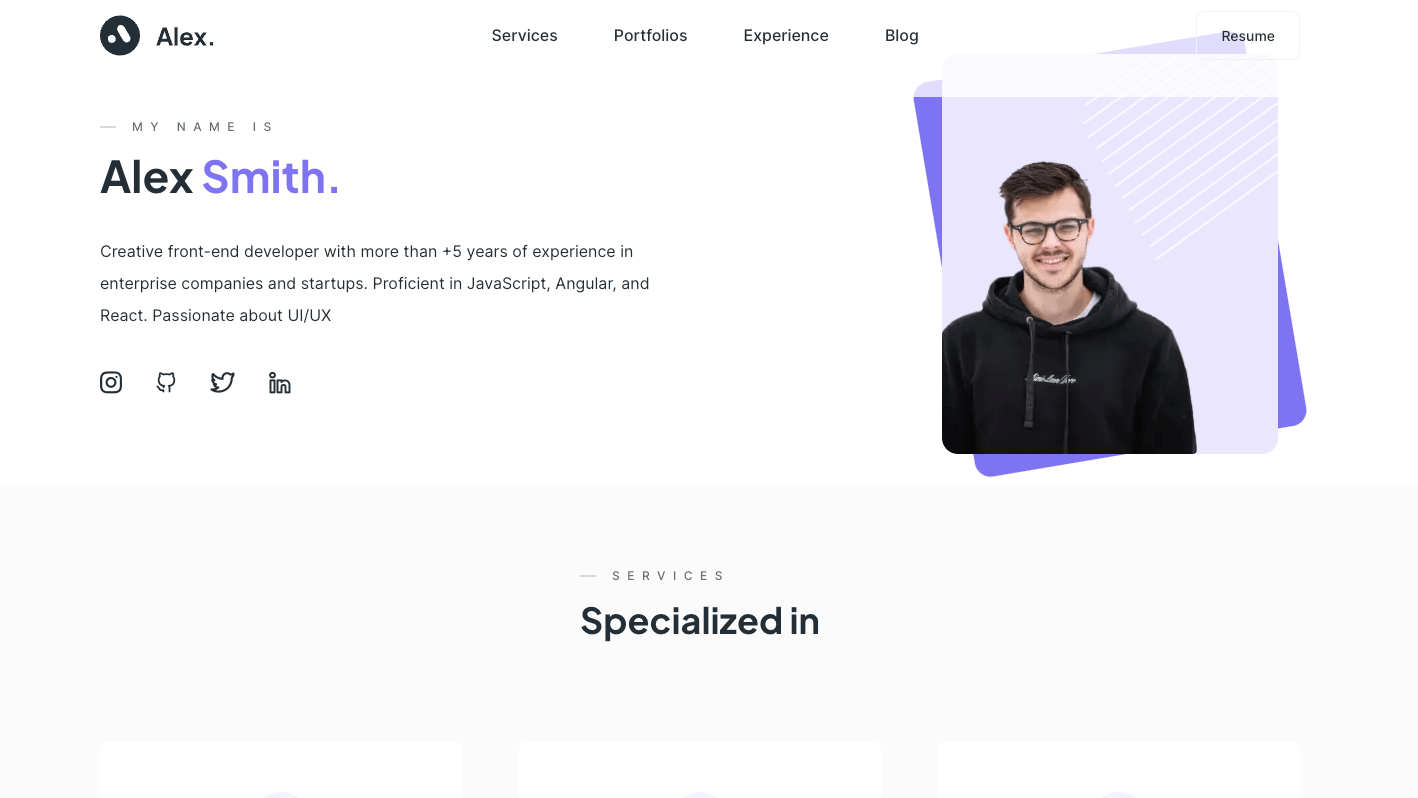 Alex.
Services
Portfolios
Experience
Blog
Resume
MY NAME IS
Alex Smith.
Creative front-end developer with more than +5 years of experience in
enterprise companies and startups. Proficient in JavaScript, Angular, and
React. Passionate about UI/UX
SERVICES
Specialized in